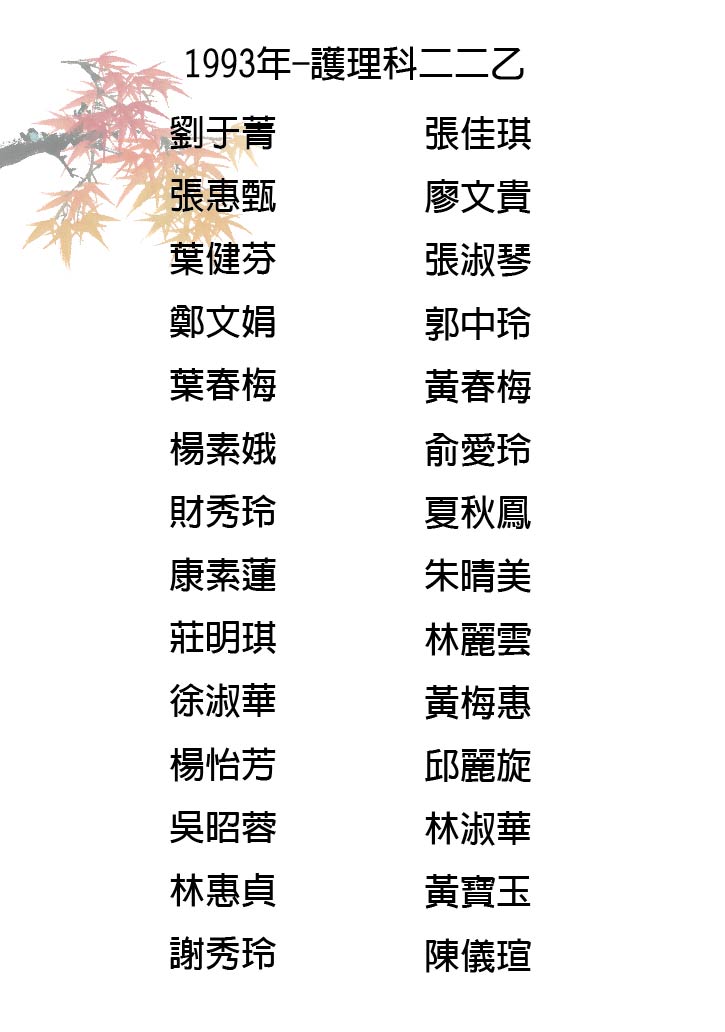 1993年-護理科二二乙
劉于菁 張佳琪
張惠甄 廖文貴
葉健芬 張淑琴
鄭文娟 郭中玲
葉春梅 黃春梅
楊素娥 俞愛玲
財秀玲 夏秋鳳
康素蓮 朱晴美
莊明琪 林麗雲
徐淑華 黃梅惠
楊怡芳 邱麗旋
吳昭蓉 林淑華
林惠貞 黃寶玉
謝秀玲 陳儀瑄